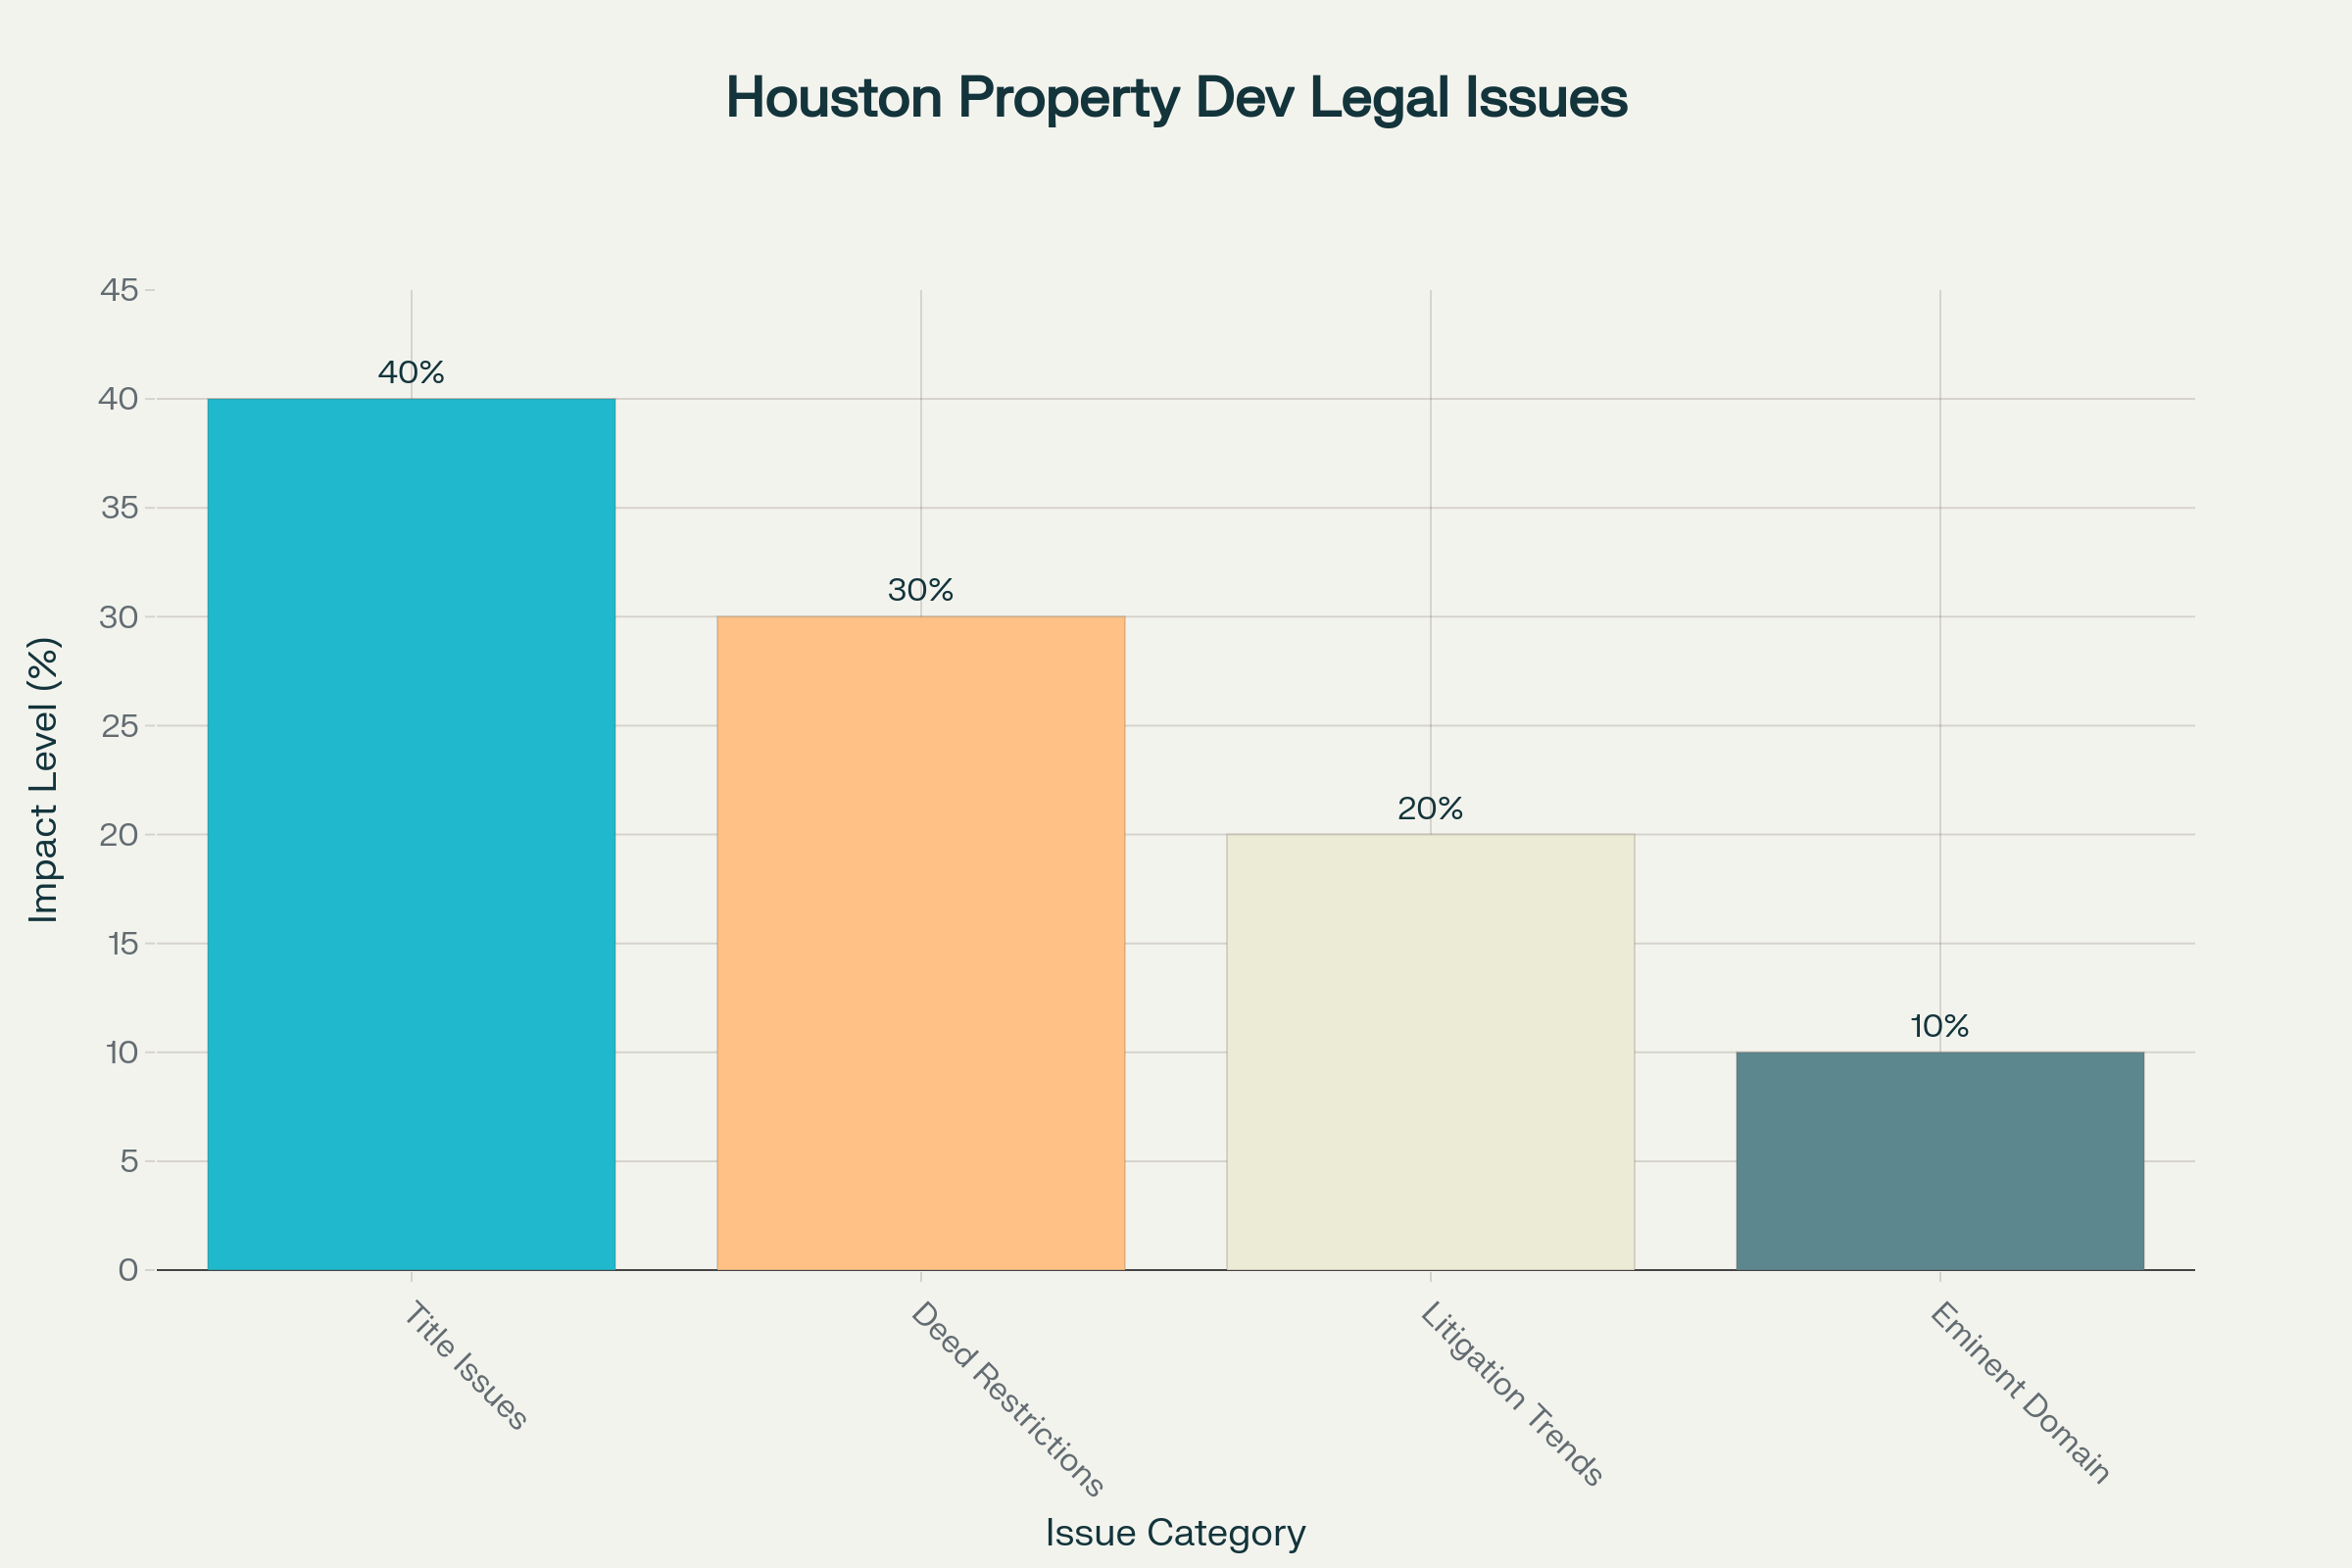 Houston Property Dev Legal Issues
45
40
35
30
25
20
15
10
5
0
Impact Level (%)
40%
30%
20%
10%
Title Issues
Deed Restrictions
Litigation Trends
Eminent Domain
Issue Category